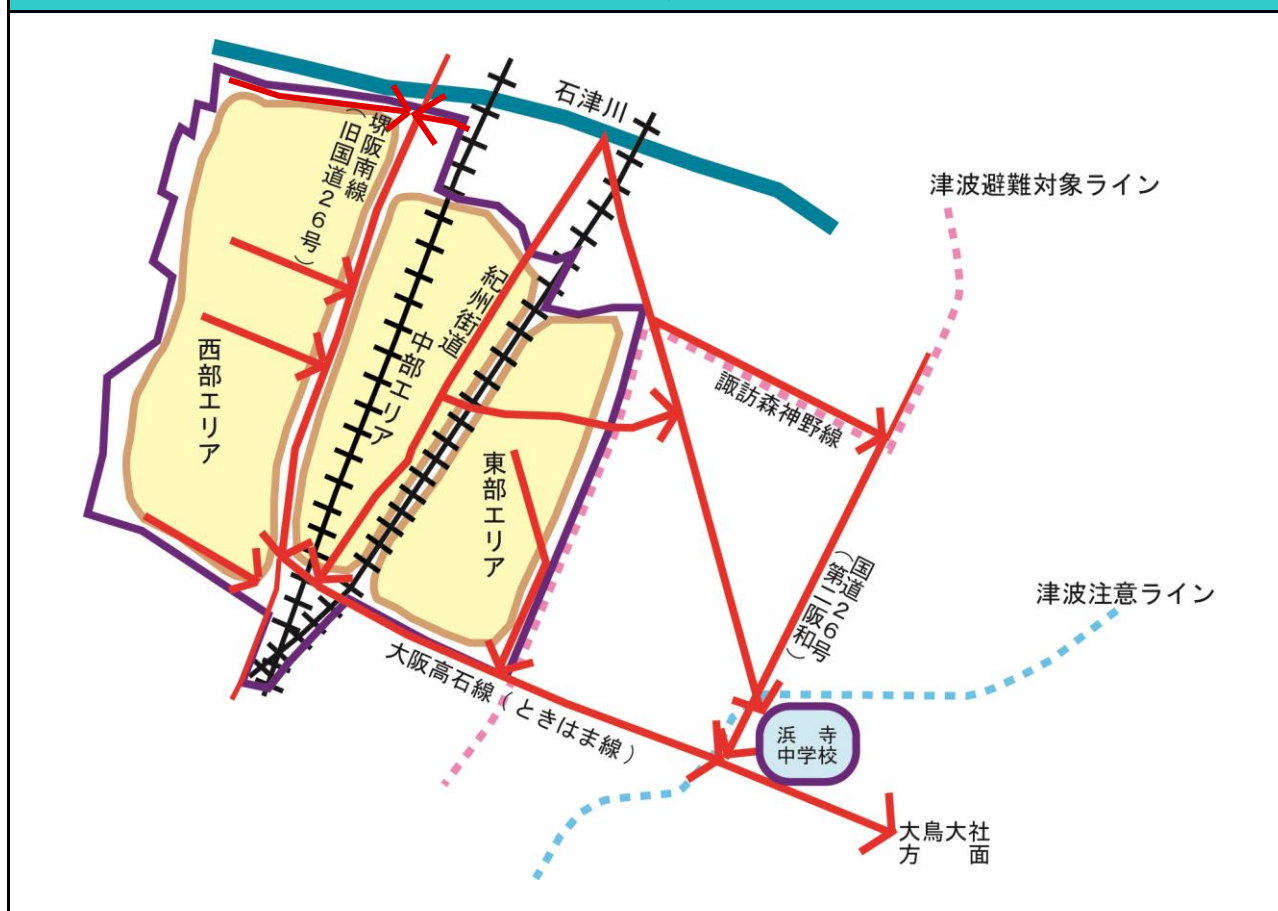 石津川
津波避難対象ライン
堺阪南線
（旧国道２６号）
紀州街道
中部エリア
西部エリア
東部エリア
諏訪森神野線
国道２６号
（第二阪和）
津波注意ライン
大阪高石線（ときはま線）
浜寺
中学校
大鳥大社
方面